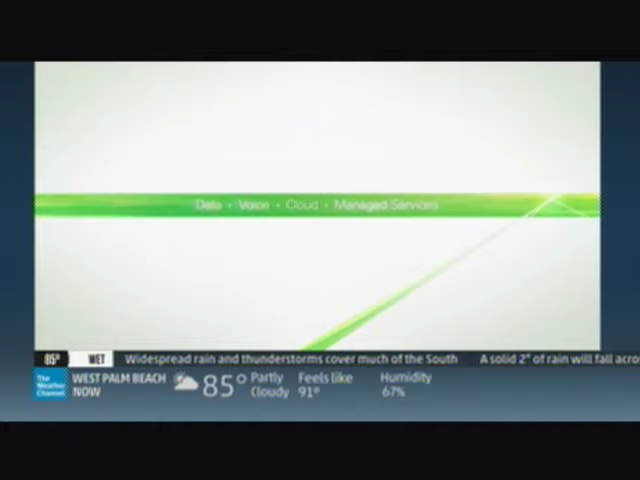 Data • Voice • Cloud • Managed Services
85° WET Widespread rain and thunderstorms cover much of the South A solid 2" of rain will fall acro
The Weather Channel
WEST PALM BEACH
NOW
85°
Partly Cloudy
Feels like
91°
Humidity
67%